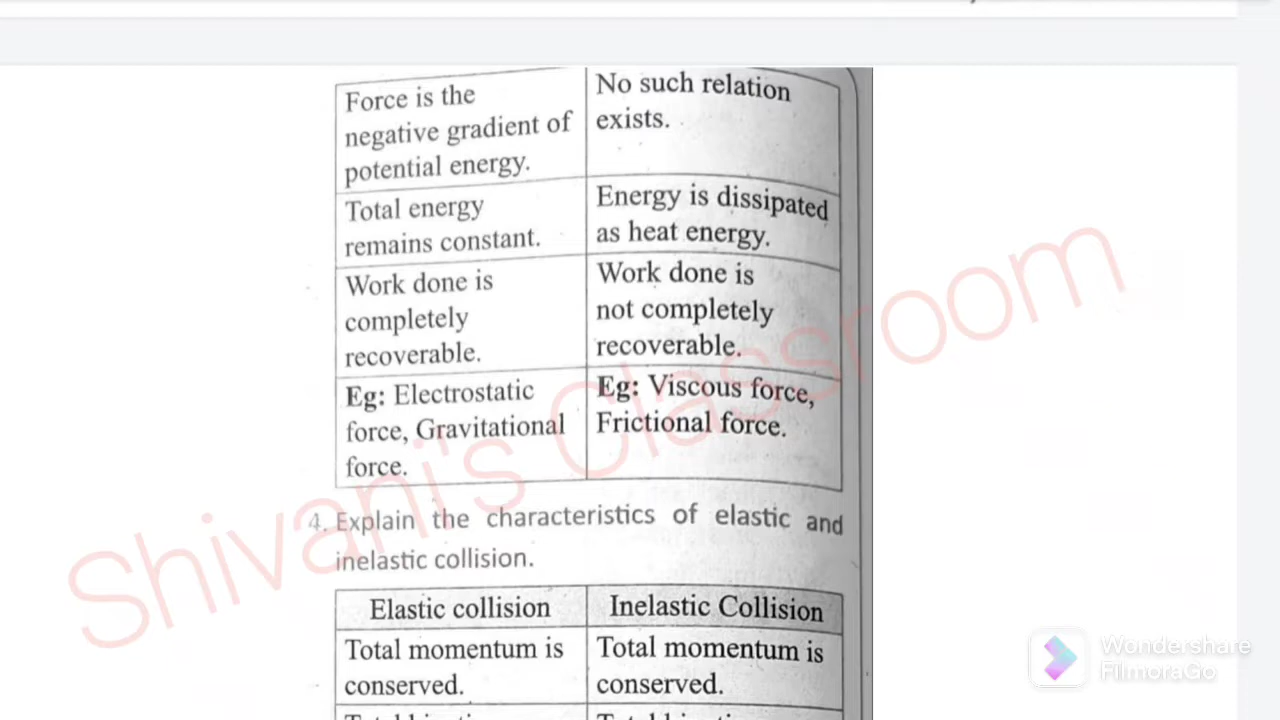 Force is the
negative gradient of
potential energy.
No such relation
exists.
Total energy
remains constant.
Energy is dissipated
as heat energy.
Work done is
completely
recoverable.
Work done is
not completely
recoverable.
Eg: Electrostatic
force, Gravitational
force.
Eg: Viscous force,
Frictional force.
4. Explain the characteristics of elastic and
inelastic collision.
Elastic collision
Inelastic Collision
Total momentum is
conserved.
Total momentum is
conserved.
Shivani's Classroom
Wondershare
FilmoraGo